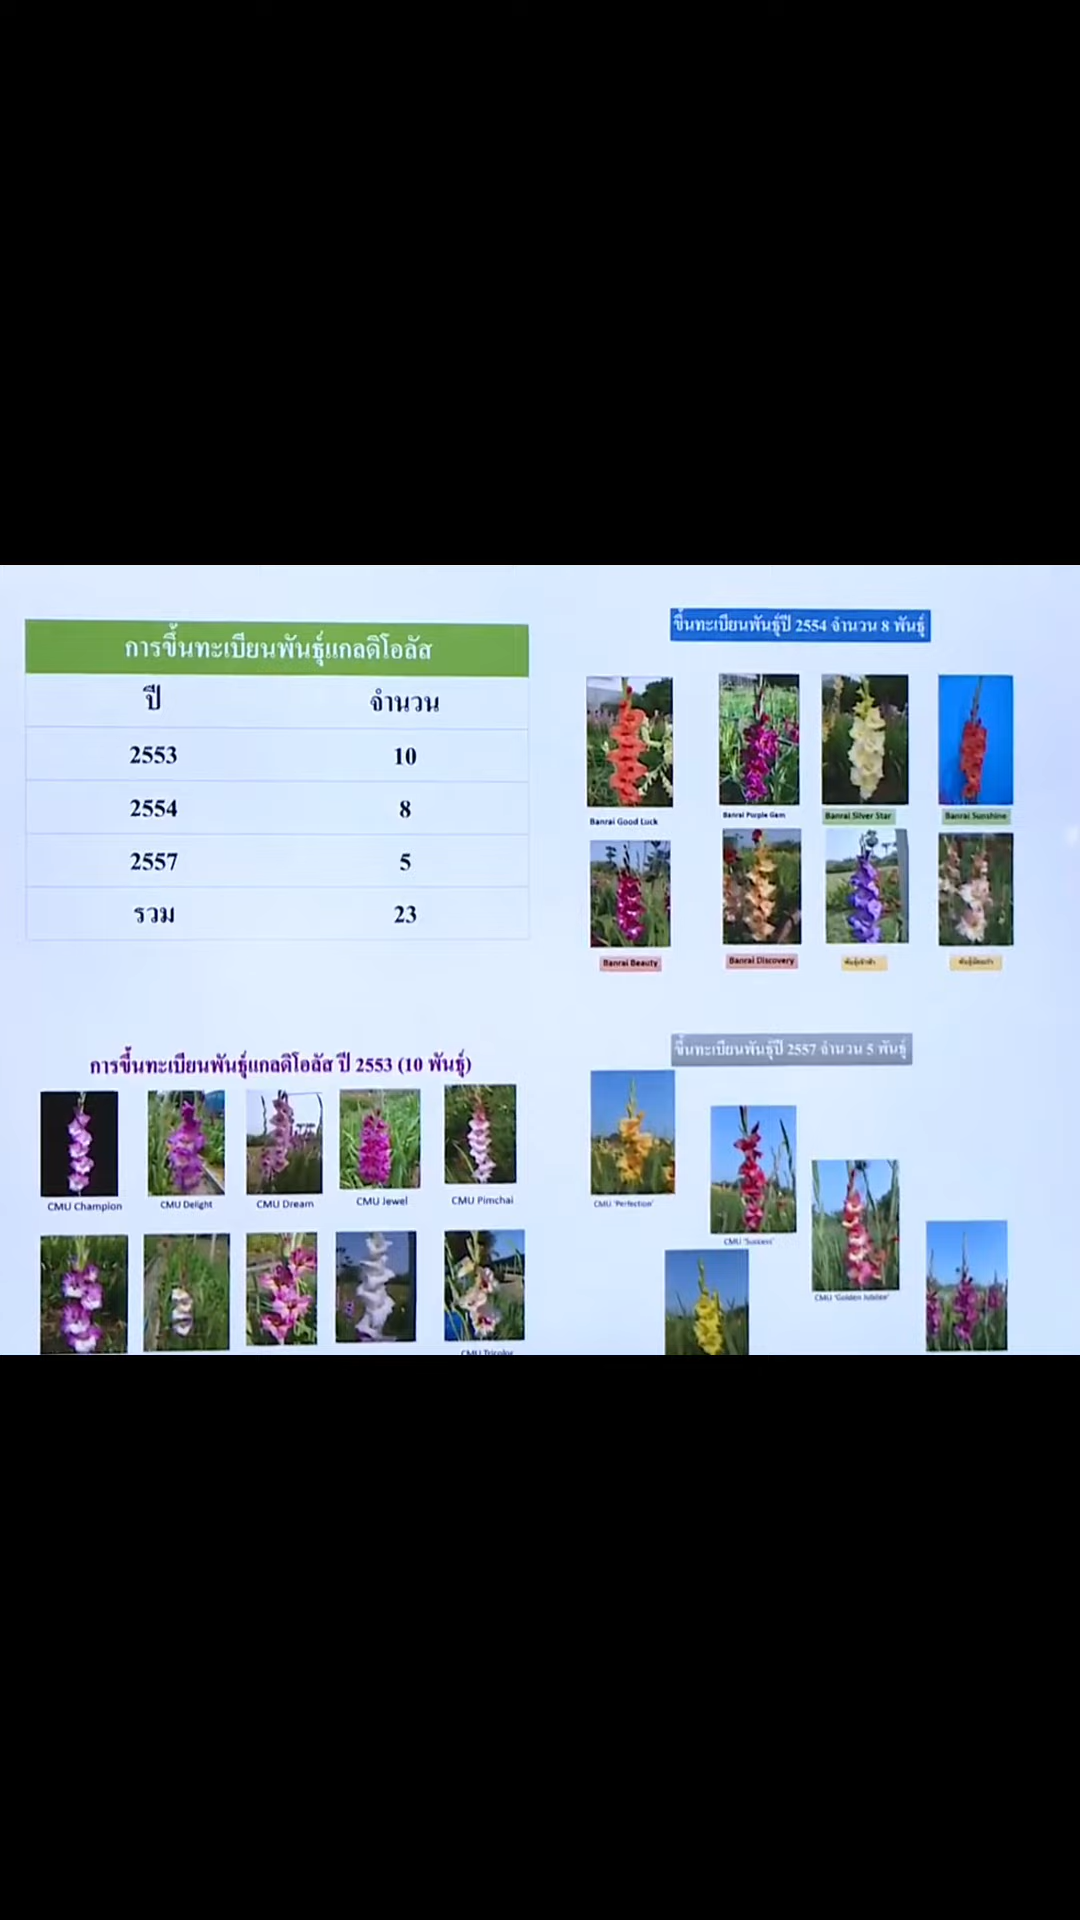 การขึ้นทะเบียนพันธุ์แกลดิโอลัส
ปี จำนวน
2553 10
2554 8
2557 5
รวม 23
ขึ้นทะเบียนพันธุ์ปี 2554 จำนวน 8 พันธุ์
Banrai Good Luck Banrai Purple Gem Banrai Silver Star Banrai Sunshine
Banrai Beauty Banrai Discovery
การขึ้นทะเบียนพันธุ์แกลดิโอลัส ปี 2553 (10 พันธุ์)
CMU Champion CMU Delight CMU Dream CMU Jewel CMU Pimchai
CMU Tricolor
ขึ้นทะเบียนพันธุ์ปี 2557 จำนวน 5 พันธุ์
CMU 'Perfection'
CMU 'Success'
CMU 'Golden Jubilee'